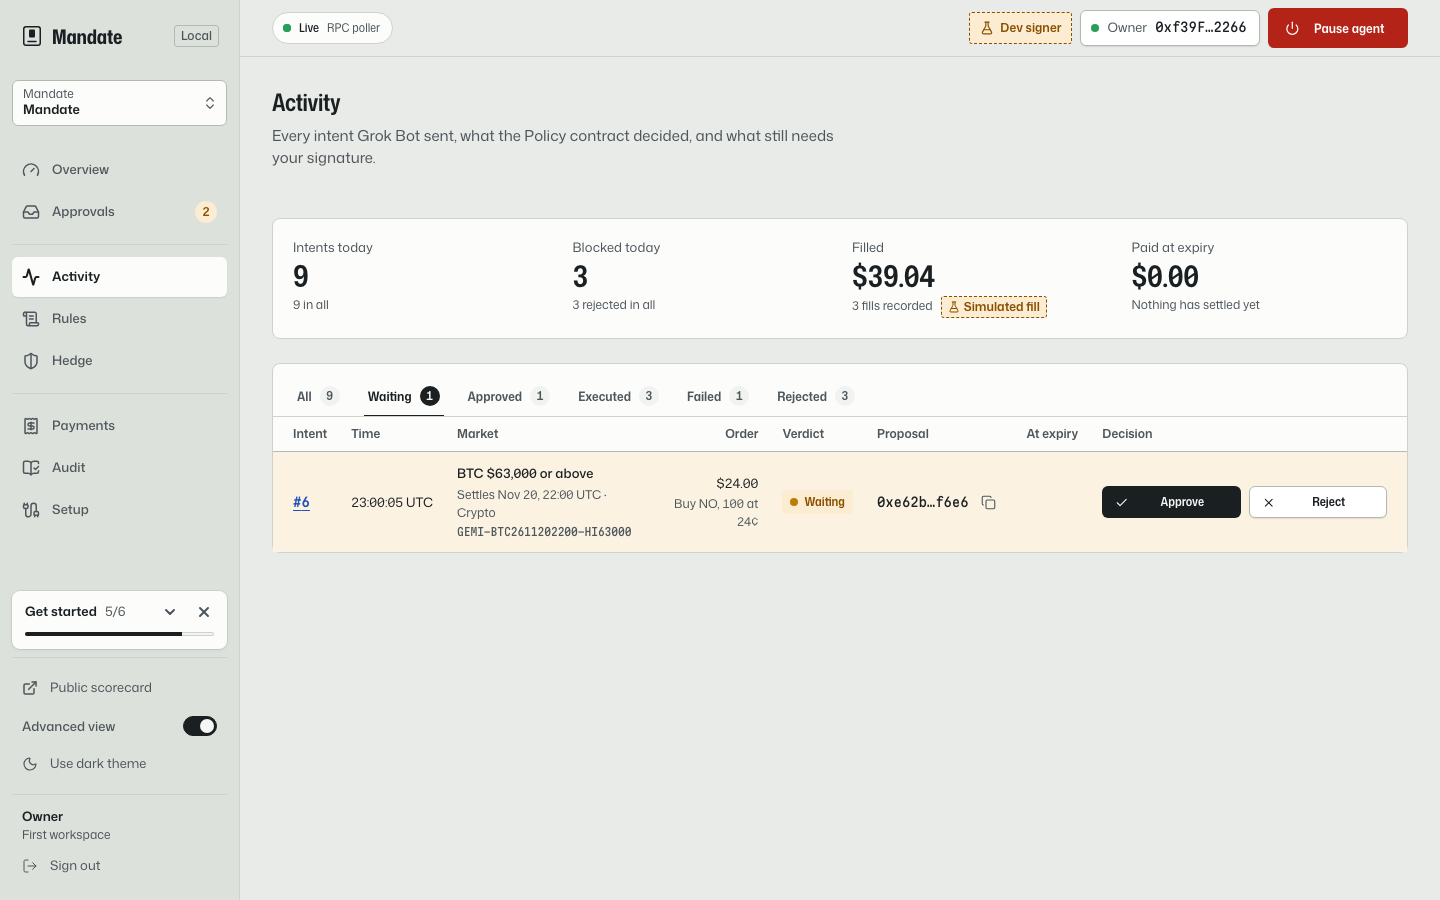 Mandate
Local
Mandate
Mandate
Overview
Approvals 2
Activity
Rules
Hedge
Payments
Audit
Setup
Get started 5/6
Public scorecard
Advanced view
Use dark theme
Owner
First workspace
Sign out
Live RPC poller
Dev signer
Owner 0xf39F…2266
Pause agent
Activity
Every intent Grok Bot sent, what the Policy contract decided, and what still needs
your signature.
Intents today
9
9 in all
Blocked today
3
3 rejected in all
Filled
$39.04
3 fills recorded Simulated fill
Paid at expiry
$0.00
Nothing has settled yet
All 9 Waiting 1 Approved 1 Executed 3 Failed 1 Rejected 3
Intent Time Market Order Verdict Proposal At expiry Decision
#6
23:00:05 UTC
BTC $63,000 or above
Settles Nov 20, 22:00 UTC ·
Crypto
GEMI-BTC2611202200-HI63000
$24.00
Buy NO, 100 at
24¢
Waiting
0xe62b…f6e6
Approve
Reject